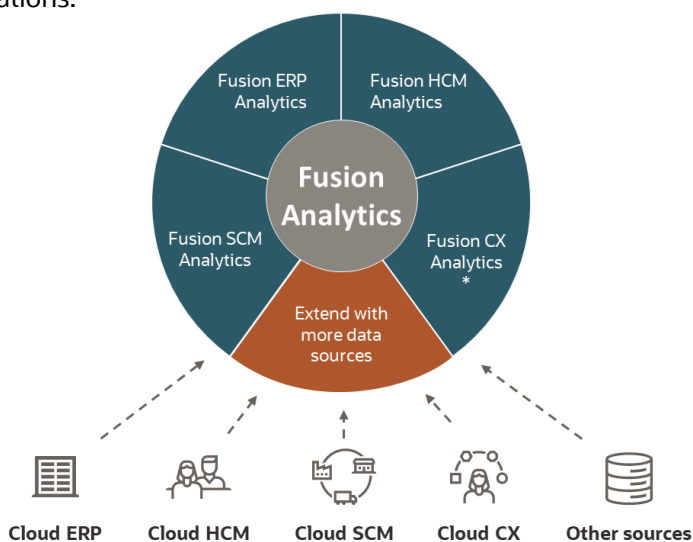 ations.
Fusion ERP
Analytics
Fusion HCM
Analytics
Fusion
Analytics
Fusion SCM
Analytics
Fusion CX
Analytics
*
Extend with
more data
sources
Cloud ERP
Cloud HCM
Cloud SCM
Cloud CX
Other sources